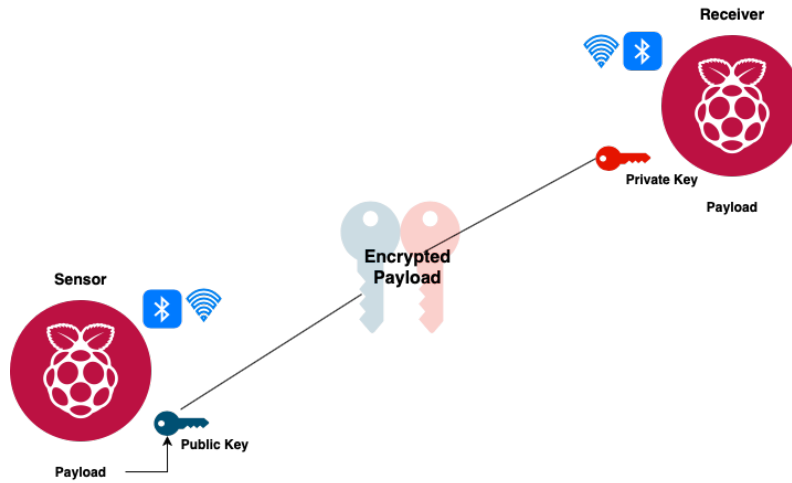 Receiver
Private Key
Payload
Encrypted
Payload
Sensor
Public Key
Payload